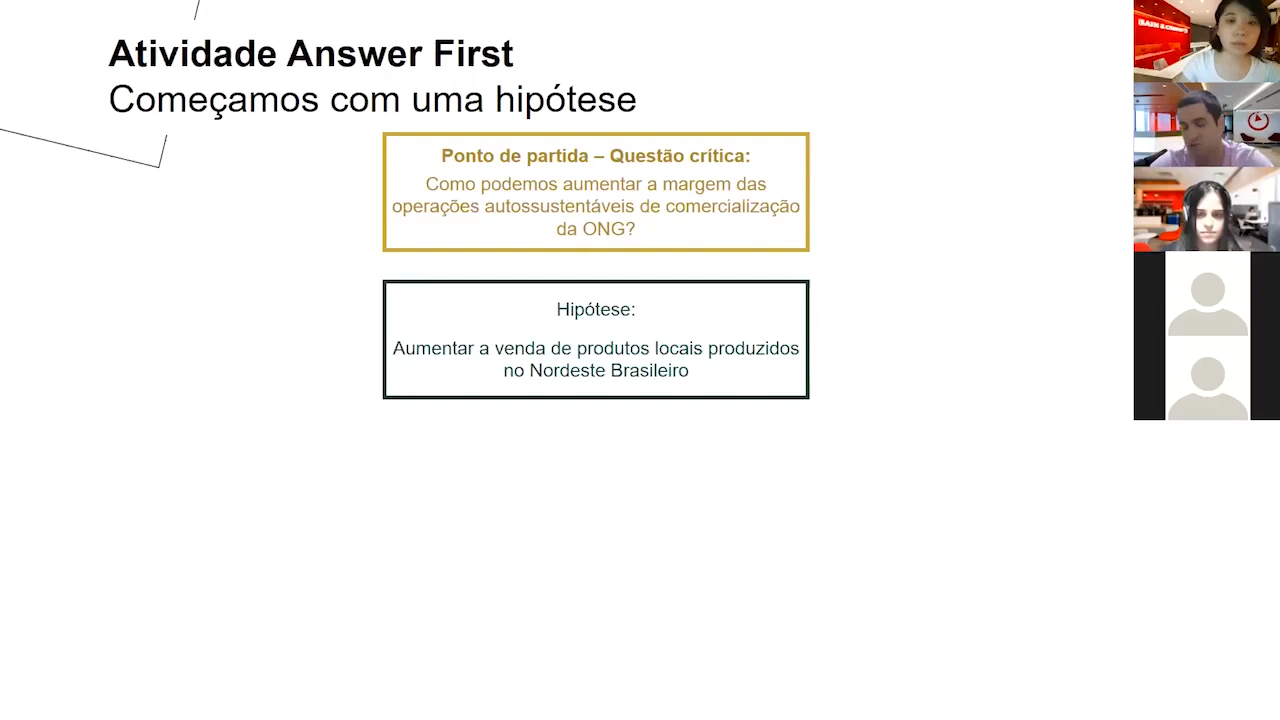 Atividade Answer First
Começamos com uma hipótese
Ponto de partida – Questão crítica:
Como podemos aumentar a margem das
operações autossustentáveis de comercialização
da ONG?
Hipótese:
Aumentar a venda de produtos locais produzidos
no Nordeste Brasileiro